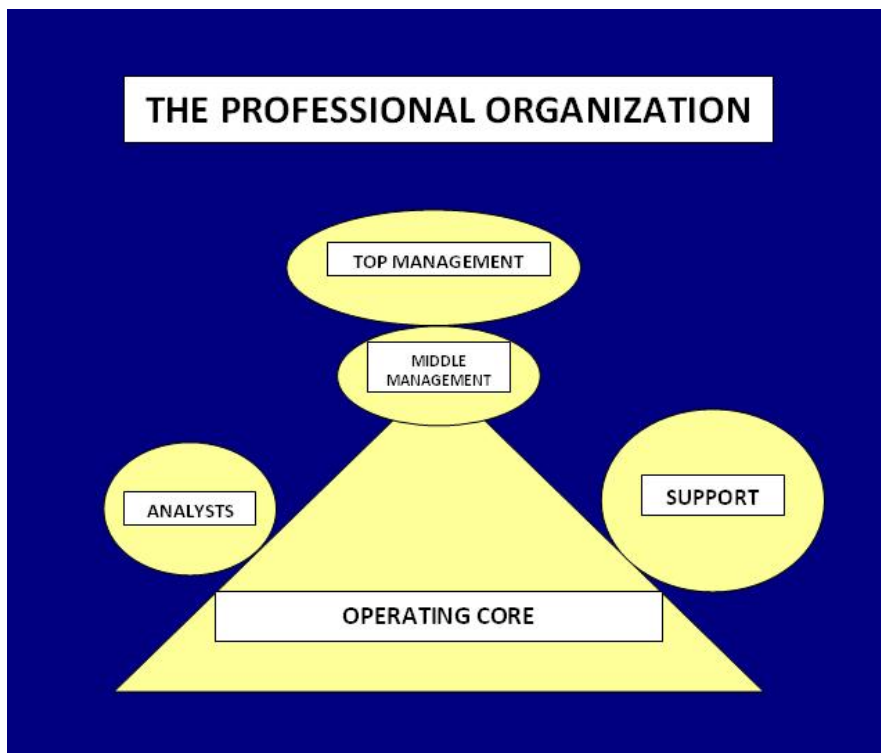 THE PROFESSIONAL ORGANIZATION
TOP MANAGEMENT
MIDDLE
MANAGEMENT
ANALYSTS
SUPPORT
OPERATING CORE